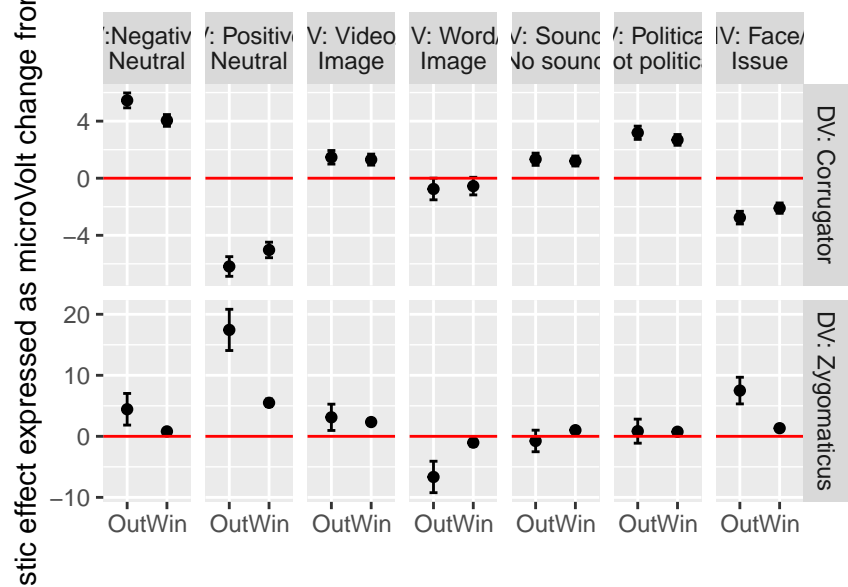 stic effect expressed as microVolt change from
V:Negativ
Neutral
V: Positive
Neutral
V: Video/
Image
V: Word/
Image
V: Sound
No sound
V: Politica
ot politica
IV: Face/
Issue
4
0
−4
DV: Corrugator
20
10
0
−10
DV: Zygomaticus
OutWin OutWin OutWin OutWin OutWin OutWin OutWin